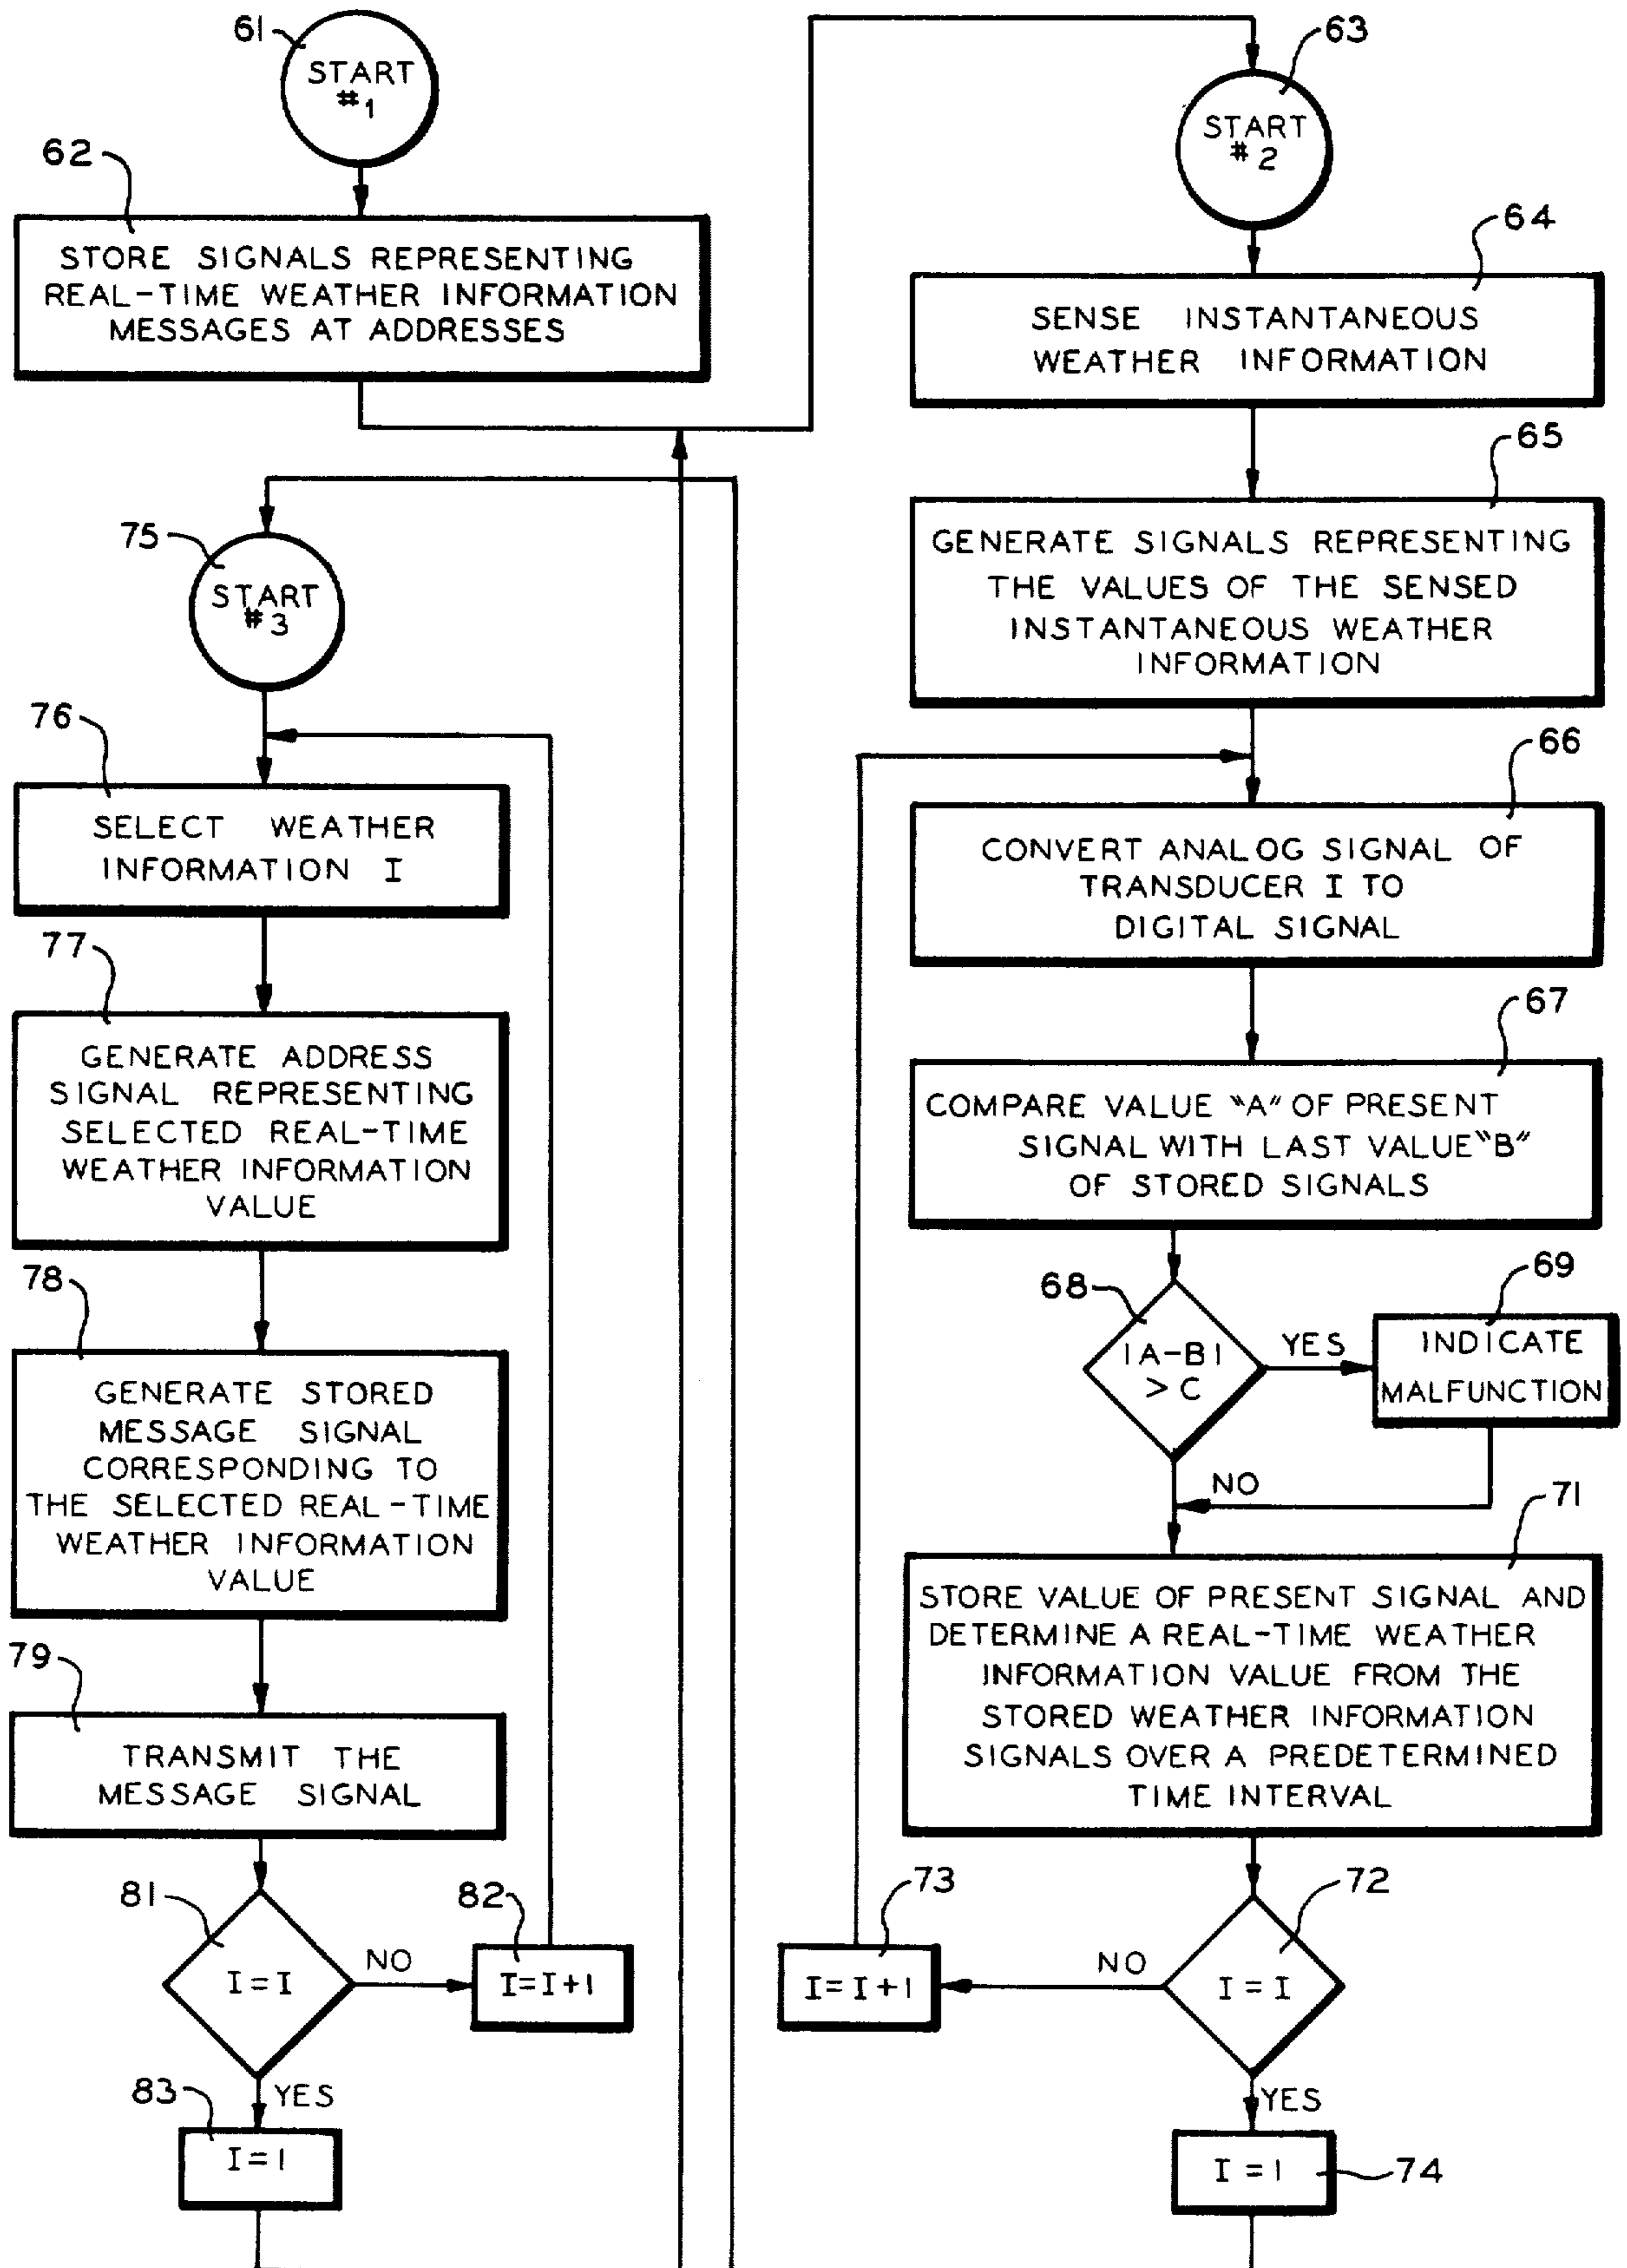 61
START
#1
62
STORE SIGNALS REPRESENTING
REAL-TIME WEATHER INFORMATION
MESSAGES AT ADDRESSES
75
START
#3
76
SELECT WEATHER
INFORMATION I
77
GENERATE ADDRESS
SIGNAL REPRESENTING
SELECTED REAL-TIME
WEATHER INFORMATION
VALUE
78
GENERATE STORED
MESSAGE SIGNAL
CORRESPONDING TO
THE SELECTED REAL-TIME
WEATHER INFORMATION
VALUE
79
TRANSMIT THE
MESSAGE SIGNAL
81
I=I
NO
82
I=I+1
YES
83
I=1
63
START
#2
64
SENSE INSTANTANEOUS
WEATHER INFORMATION
65
GENERATE SIGNALS REPRESENTING
THE VALUES OF THE SENSED
INSTANTANEOUS WEATHER
INFORMATION
66
CONVERT ANALOG SIGNAL OF
TRANSDUCER I TO
DIGITAL SIGNAL
67
COMPARE VALUE "A" OF PRESENT
SIGNAL WITH LAST VALUE "B"
OF STORED SIGNALS
68
|A-B|
> C
YES
69
INDICATE
MALFUNCTION
NO
71
STORE VALUE OF PRESENT SIGNAL AND
DETERMINE A REAL-TIME WEATHER
INFORMATION VALUE FROM THE
STORED WEATHER INFORMATION
SIGNALS OVER A PREDETERMINED
TIME INTERVAL
72
I = I
NO
73
I=I+1
YES
I = 1
74